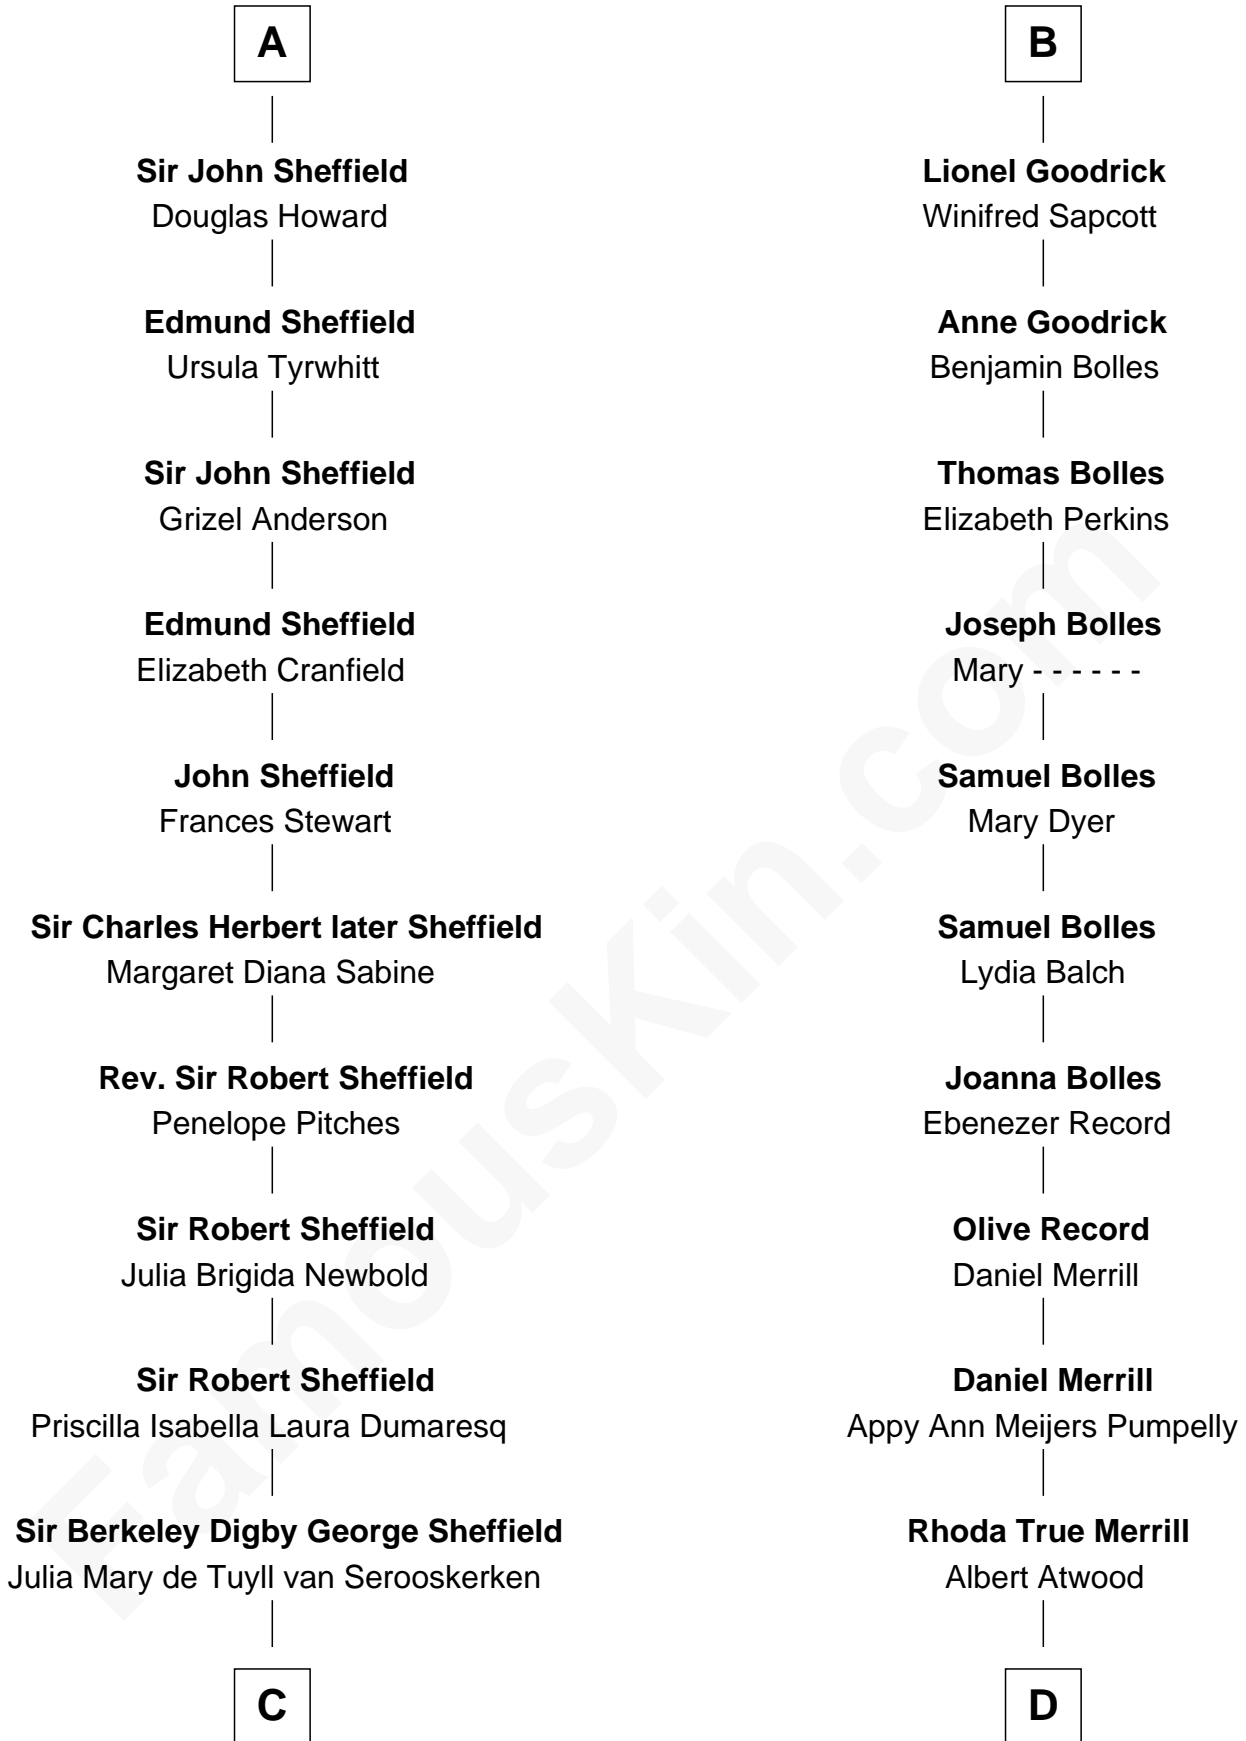 A
Sir John Sheffield
Douglas Howard
Edmund Sheffield
Ursula Tyrwhitt
Sir John Sheffield
Grizel Anderson
Edmund Sheffield
Elizabeth Cranfield
John Sheffield
Frances Stewart
Sir Charles Herbert later Sheffield
Margaret Diana Sabine
Rev. Sir Robert Sheffield
Penelope Pitches
Sir Robert Sheffield
Julia Brigida Newbold
Sir Robert Sheffield
Priscilla Isabella Laura Dumaresq
Sir Berkeley Digby George Sheffield
Julia Mary de Tuyll van Serooskerken
C
B
Lionel Goodrick
Winifred Sapcott
Anne Goodrick
Benjamin Bolles
Thomas Bolles
Elizabeth Perkins
Joseph Bolles
Mary - - - - - -
Samuel Bolles
Mary Dyer
Samuel Bolles
Lydia Balch
Joanna Bolles
Ebenezer Record
Olive Record
Daniel Merrill
Daniel Merrill
Appy Ann Meijers Pumpelly
Rhoda True Merrill
Albert Atwood
D
FamousKin.com